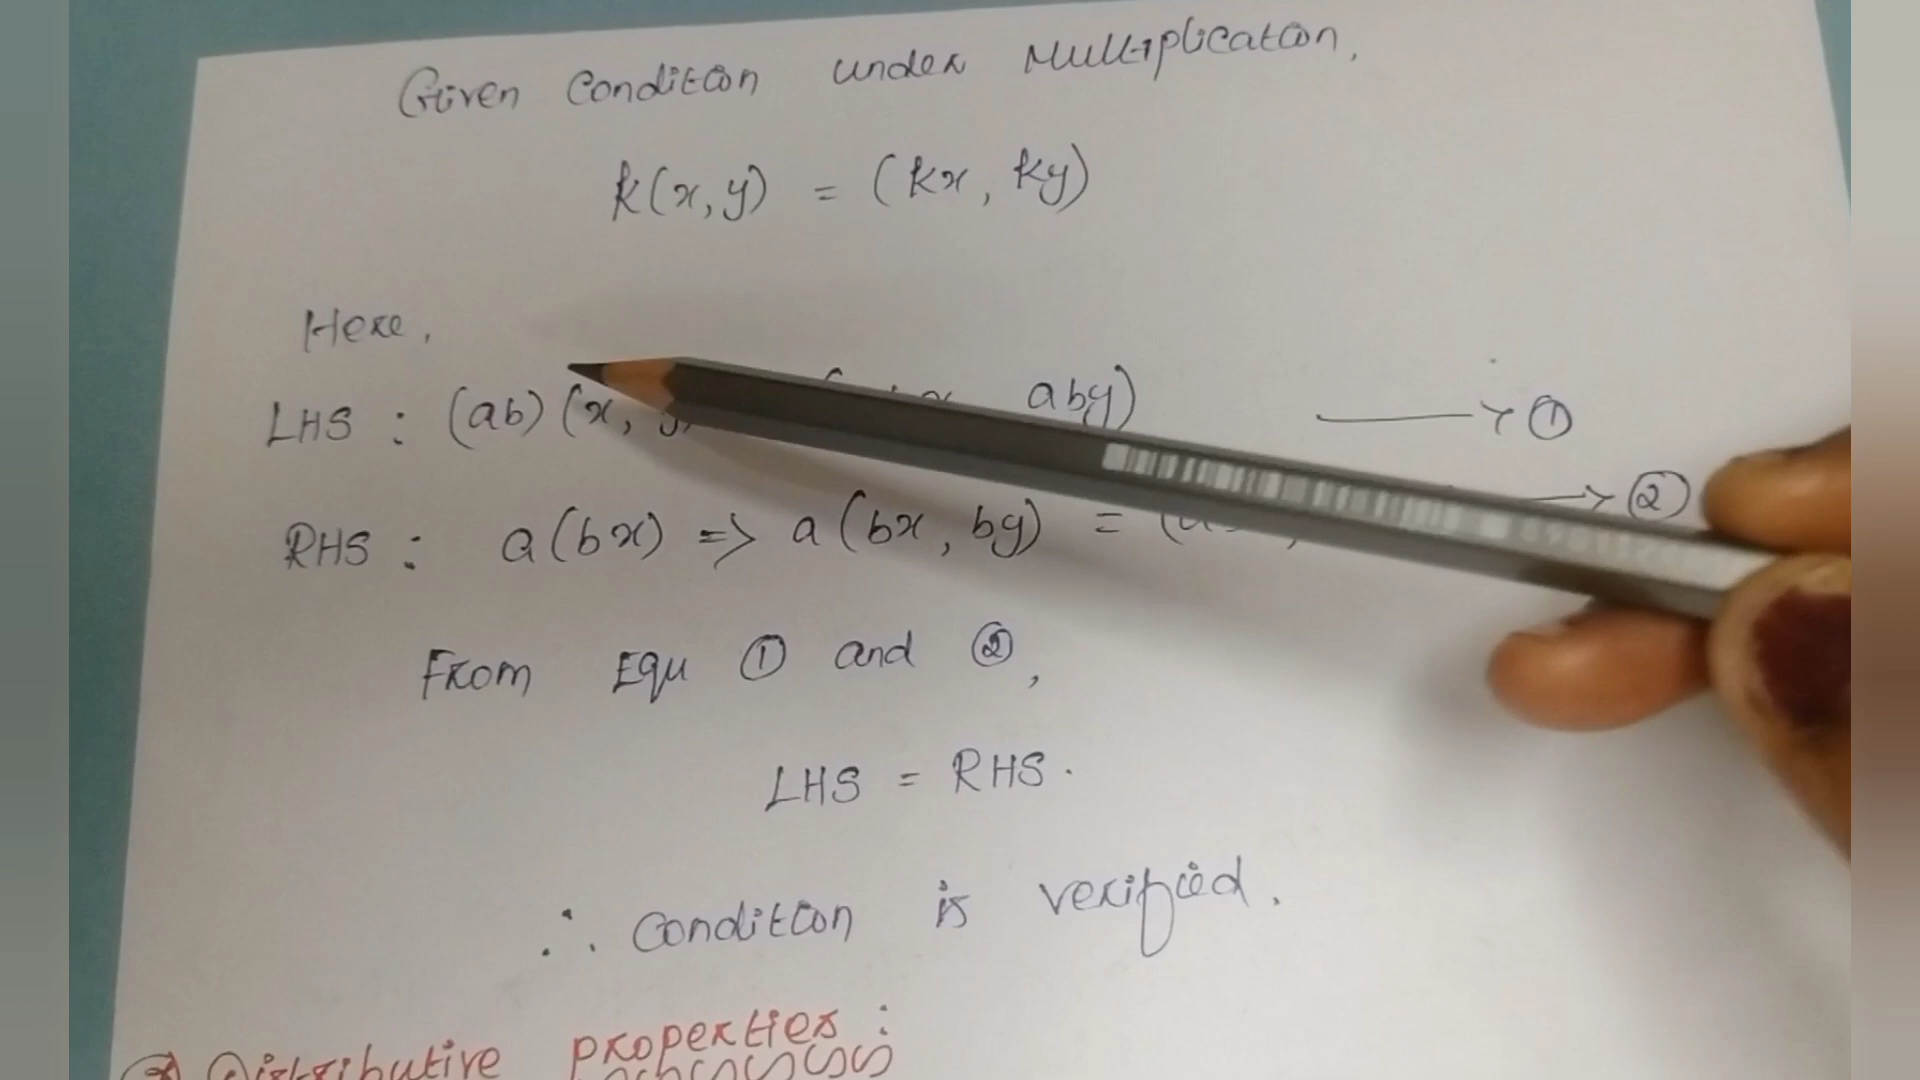 Given Condition under Multiplication.
k(x, y) = (kx, ky)
Here,
LHS : (ab) (x, aby) → ①
RHS : a(bx) => a(bx, by) = → ②
From Equ ① and ②,
LHS = RHS.
∴ Condition is verified.
Distributive properties :